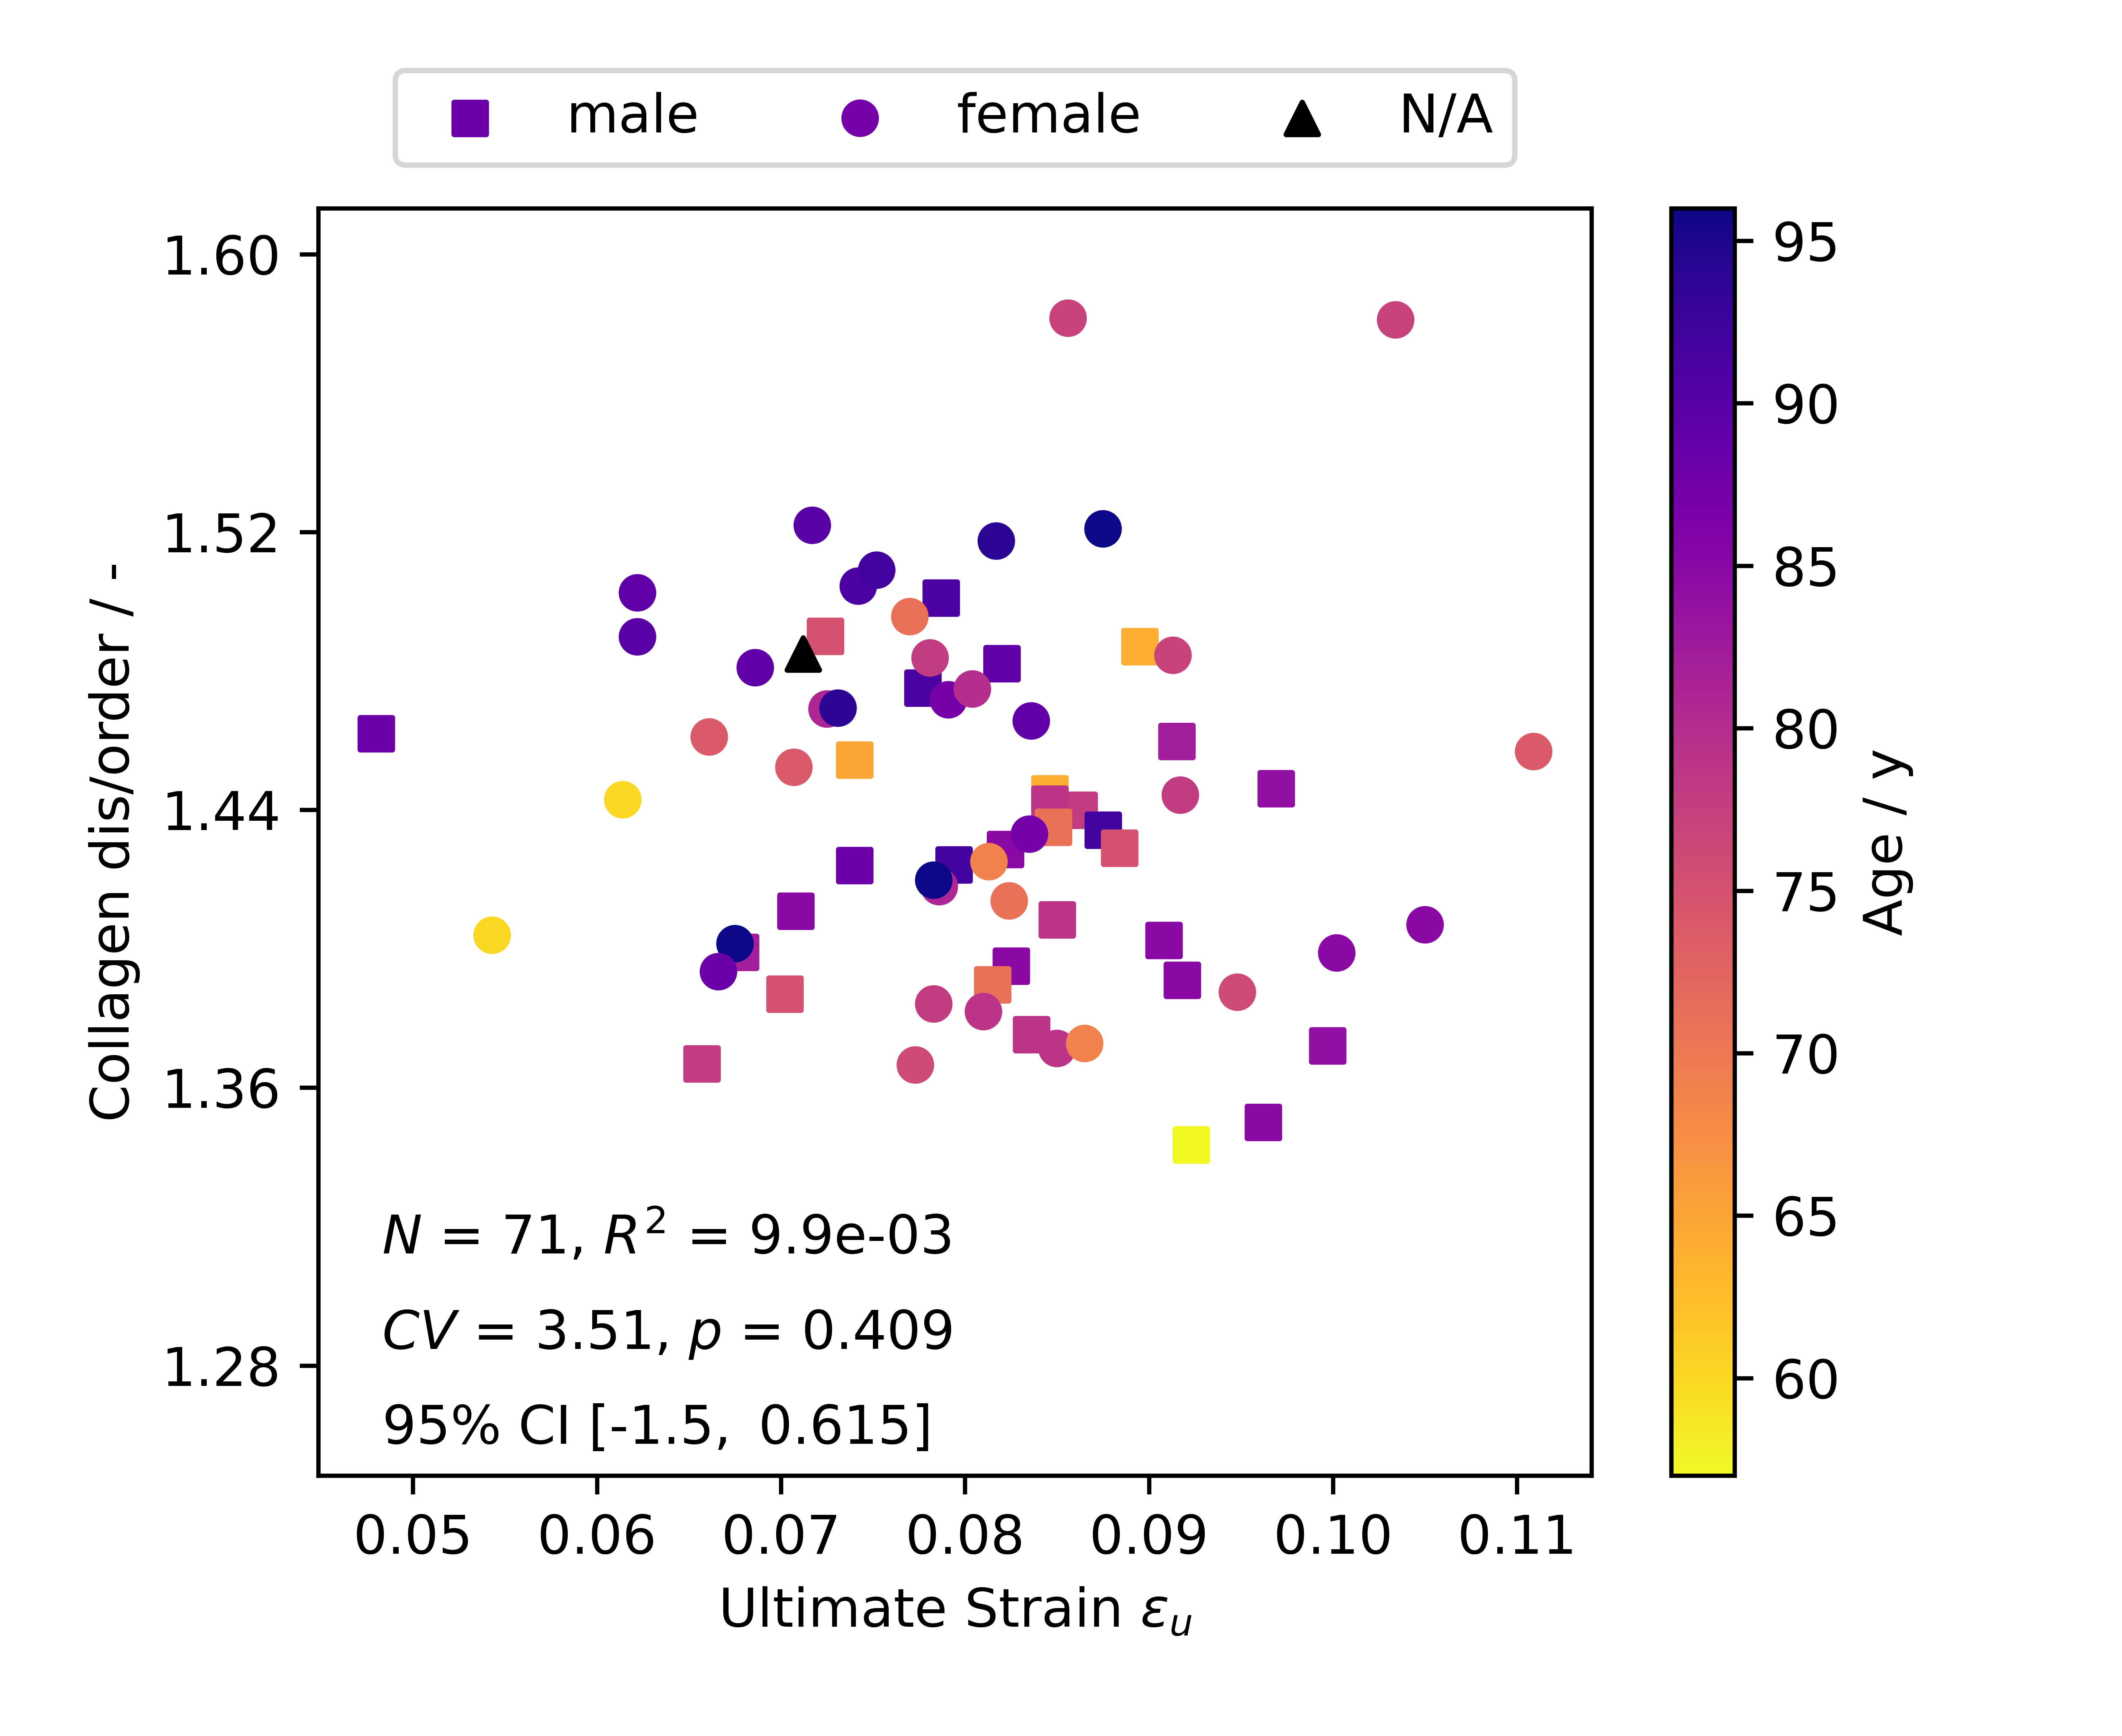 male female N/A
Collagen dis/order / -
1.60
1.52
1.44
1.36
1.28
N = 71, R² = 9.9e-03
CV = 3.51, p = 0.409
95% CI [-1.5, 0.615]
0.05 0.06 0.07 0.08 0.09 0.10 0.11
Ultimate Strain εᵤ
95
90
85
80
75
70
65
60
Age / y